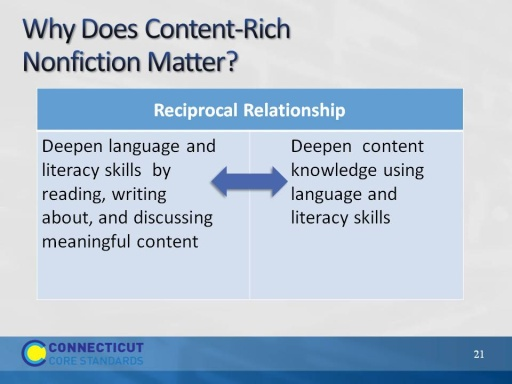 Why Does Content-Rich
Nonfiction Matter?
Reciprocal Relationship
Deepen language and
literacy skills by
reading, writing
about, and discussing
meaningful content
Deepen content
knowledge using
language and
literacy skills
CONNECTICUT
CORE STANDARDS
21